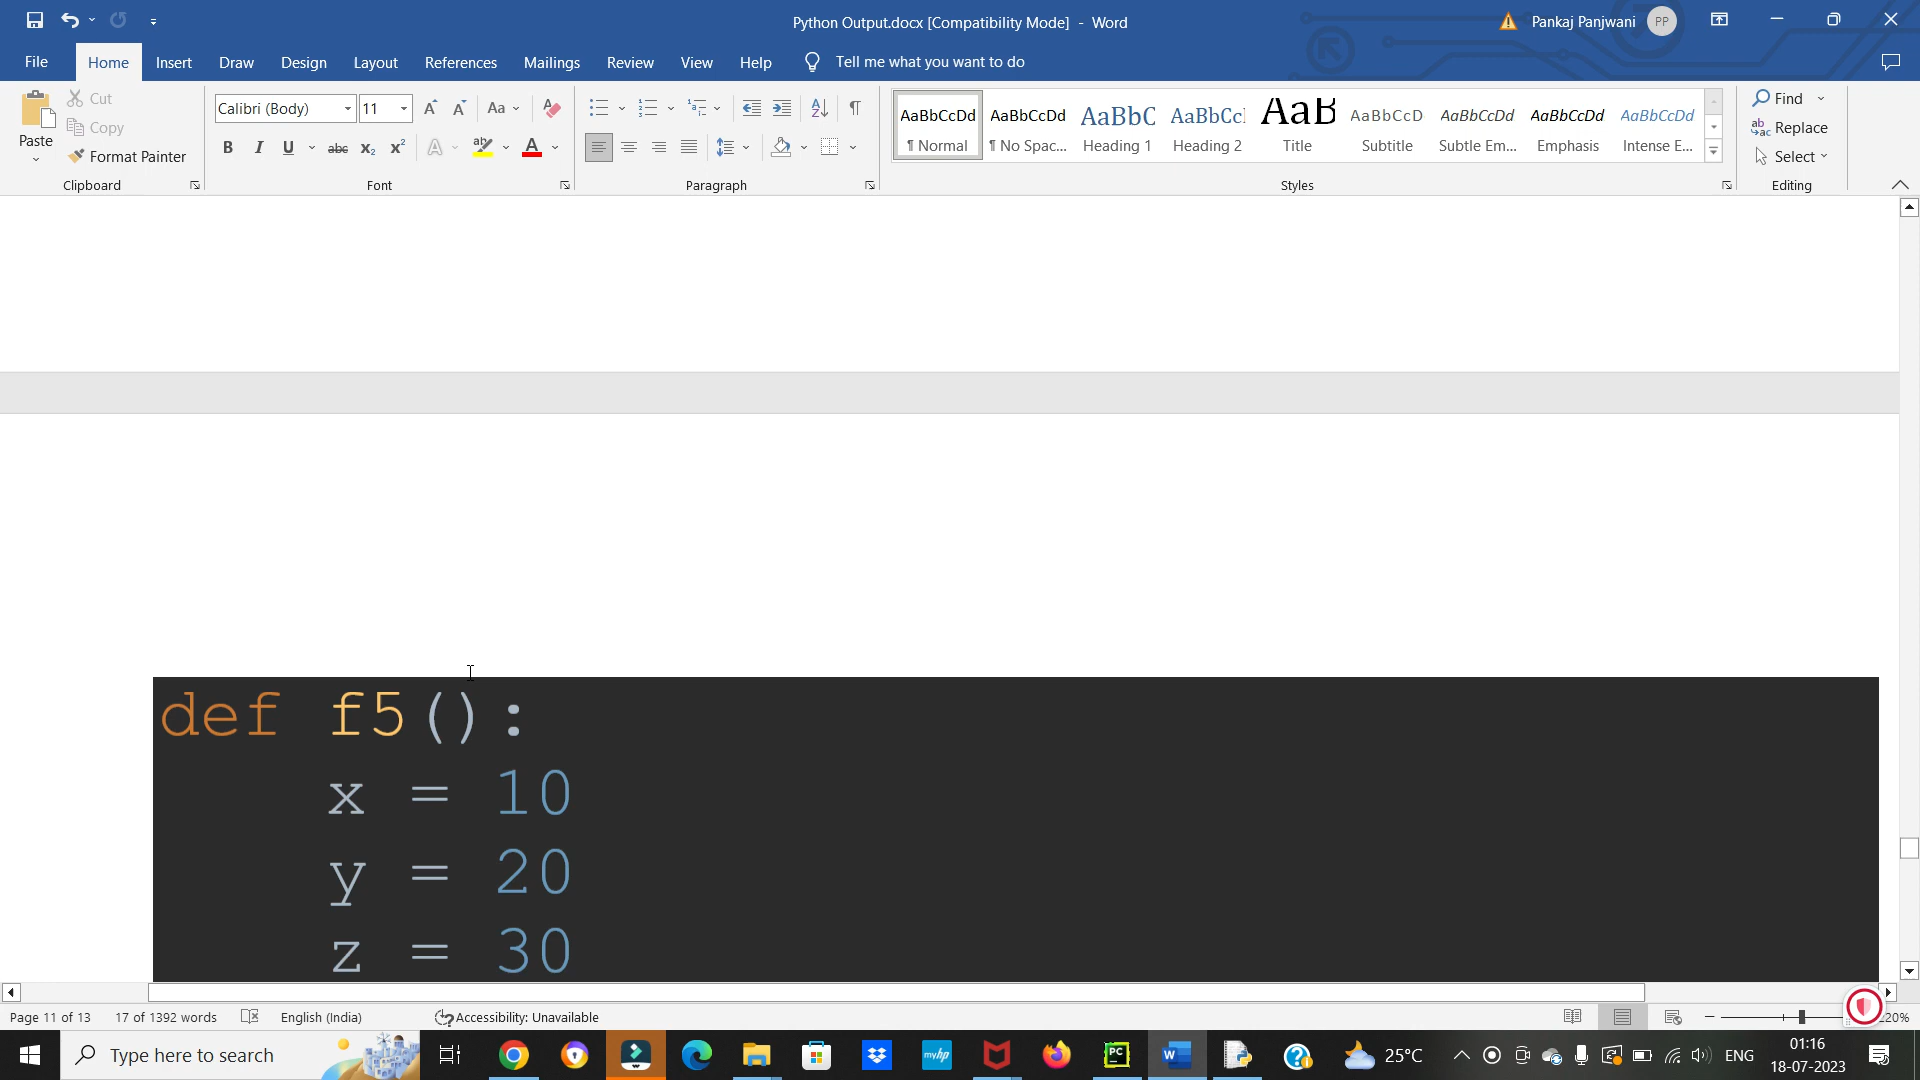 Python Output.docx [Compatibility Mode] - Word
Pankaj Panjwani PP
File Home Insert Draw Design Layout References Mailings Review View Help Tell me what you want to do
Paste
Cut
Copy
Format Painter
Clipboard
Calibri (Body) 11
Font
Paragraph
AaBbCcDd AaBbCcDd AaBbC AaBbCc AaB AaBbCcD AaBbCcDd AaBbCcDd AaBbCcDd
¶ Normal ¶ No Spac... Heading 1 Heading 2 Title Subtitle Subtle Em... Emphasis Intense E...
Styles
Find
Replace
Select
Editing
def f5():
x = 10
y = 20
z = 30
Page 11 of 13 17 of 1392 words English (India) Accessibility: Unavailable
Type here to search
25°C ENG
01:16
18-07-2023